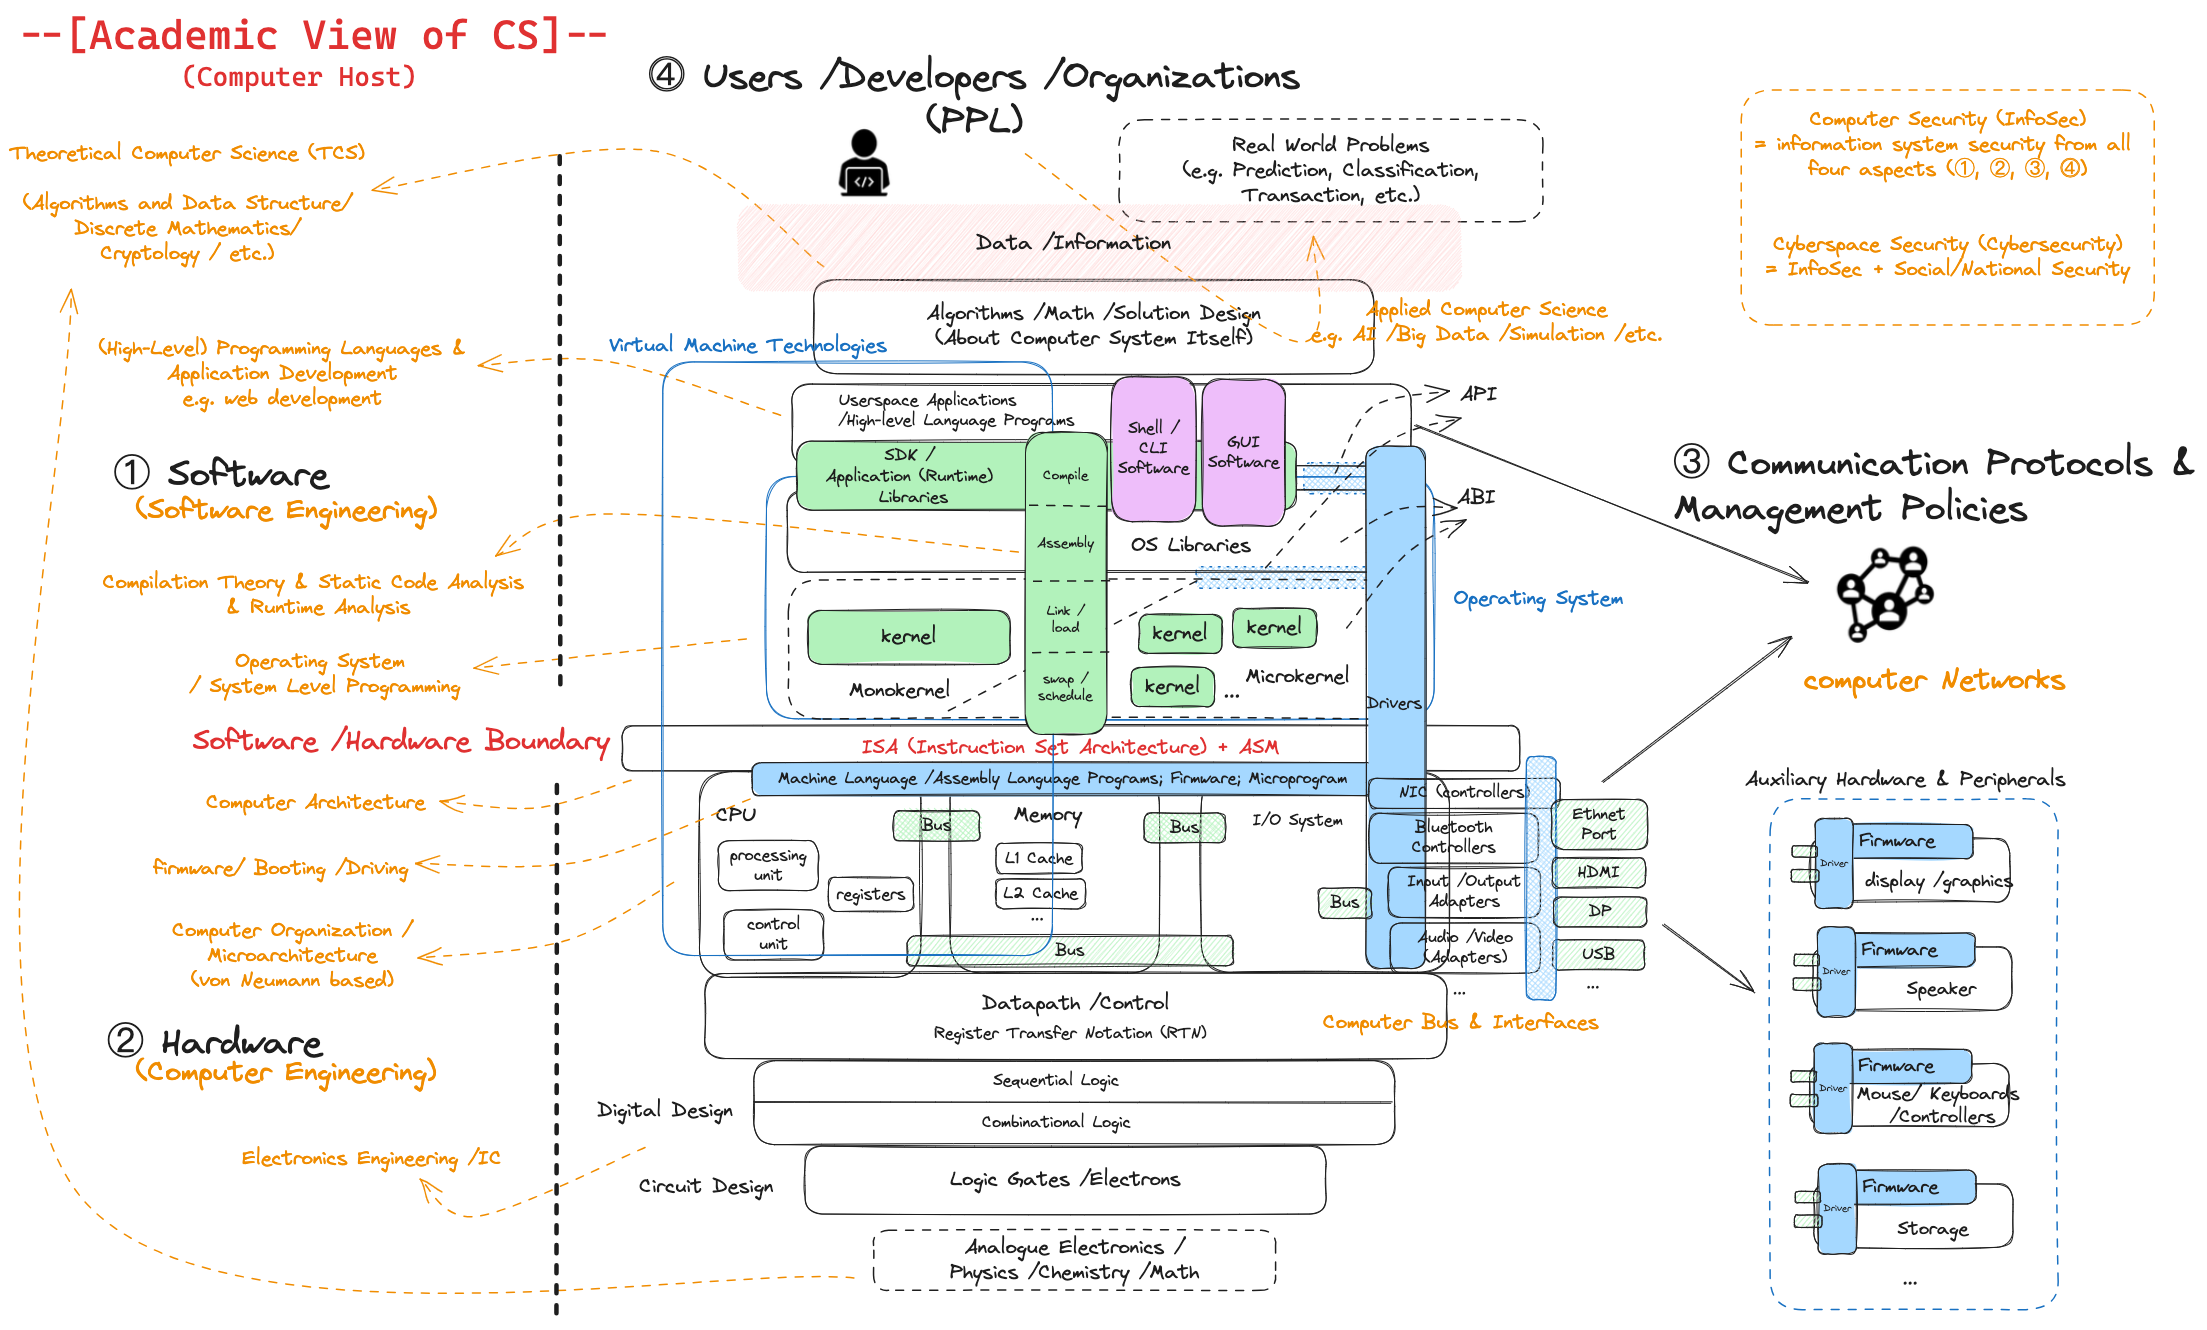 --[Academic View of CS]--
(Computer Host)
④ Users /Developers /Organizations
(PPL)
Real World Problems
(e.g. Prediction, Classification,
Transaction, etc.)
Computer Security (InfoSec)
= information system security from all
four aspects (①, ②, ③, ④)
Cyberspace Security (Cybersecurity)
= InfoSec + Social/National Security
Theoretical Computer Science (TCS)
(Algorithms and Data Structure/
Discrete Mathematics/
Cryptology / etc.)
Data /Information
Algorithms /Math /Solution Design
(About Computer System Itself)
Applied Computer Science
e.g. AI /Big Data /Simulation /etc.
Virtual Machine Technologies
(High-Level) Programming Languages &
Application Development
e.g. web development
Userspace Applications
/High-level Language Programs
Shell /
CLI
Software
GUI
Software
API
① Software
(Software Engineering)
SDK /
Application (Runtime)
Libraries
Compile
Assembly
Link /
load
swap /
schedule
OS Libraries
ABI
③ Communication Protocols &
Management Policies
computer Networks
Compilation Theory & Static Code Analysis
& Runtime Analysis
Operating System
/ System Level Programming
kernel
Monokernel
kernel
kernel
kernel
...
Microkernel
Drivers
Operating System
Software /Hardware Boundary
ISA (Instruction Set Architecture) + ASM
Machine Language /Assembly Language Programs; Firmware; Microprogram
Computer Architecture
firmware/ Booting /Driving
Computer Organization /
Microarchitecture
(von Neumann based)
CPU
processing
unit
registers
control
unit
Bus
Memory
L1 Cache
L2 Cache
...
Bus
I/O System
Bus
Bus
NIC (controllers)
Bluetooth
Controllers
Input /Output
Adapters
Audio /Video
(Adapters)
...
Ethnet
Port
HDMI
DP
USB
...
Computer Bus & Interfaces
② Hardware
(Computer Engineering)
Datapath /Control
Register Transfer Notation (RTN)
Digital Design
Sequential Logic
Combinational Logic
Electronics Engineering /IC
Circuit Design
Logic Gates /Electrons
Analogue Electronics /
Physics /Chemistry /Math
Auxiliary Hardware & Peripherals
Firmware
Driver
display /graphics
Firmware
Driver
Speaker
Firmware
Driver
Mouse/ Keyboards
/Controllers
Firmware
Driver
Storage
...